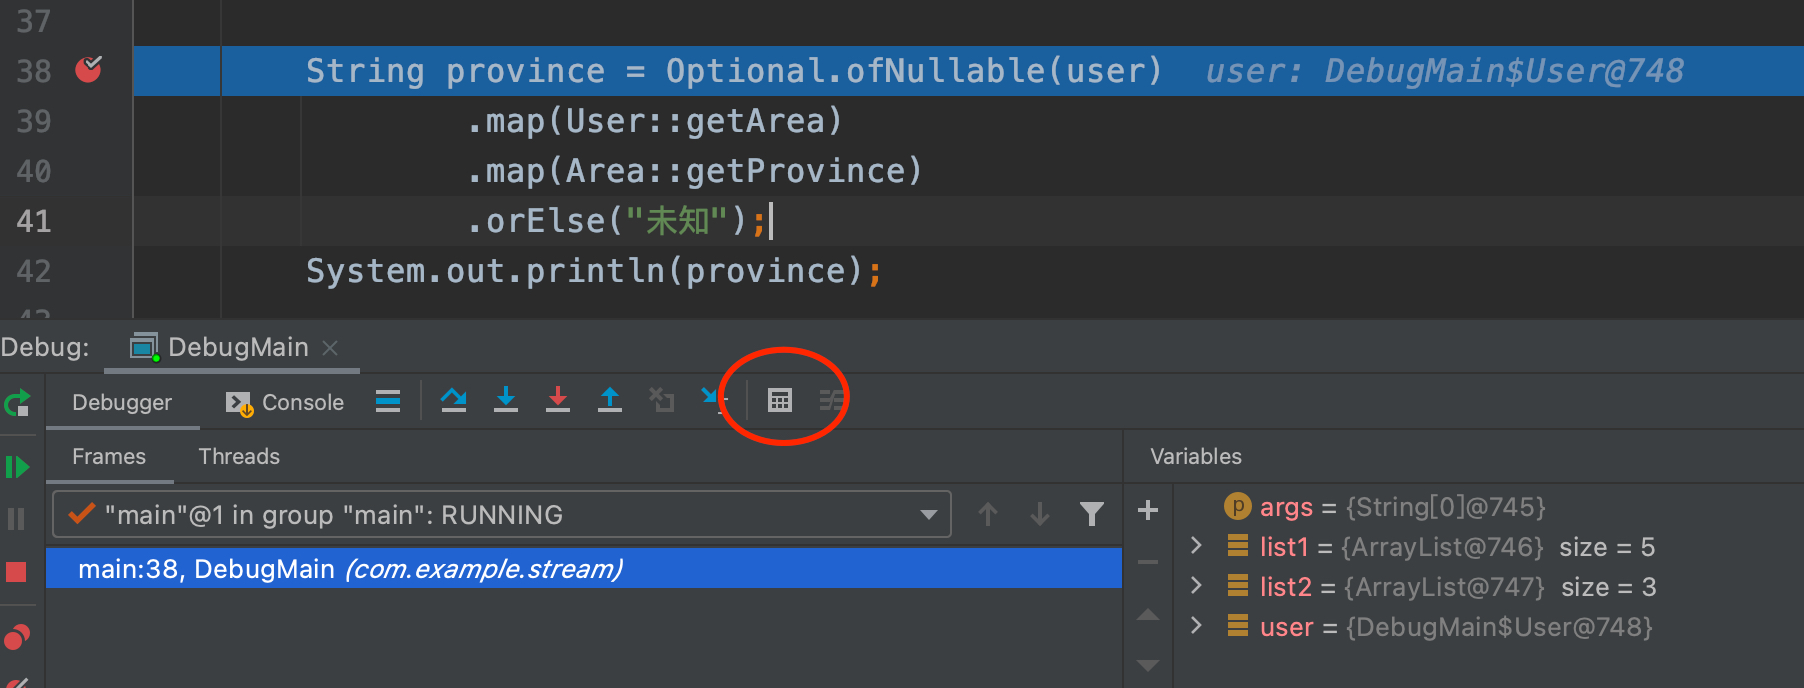 37
38 String province = Optional.ofNullable(user) user: DebugMain$User@748
39 .map(User::getArea)
40 .map(Area::getProvince)
41 .orElse("未知");
42 System.out.println(province);
Debug: DebugMain
Debugger Console
Frames Threads Variables
"main"@1 in group "main": RUNNING
main:38, DebugMain (com.example.stream)
p args = {String[0]@745}
list1 = {ArrayList@746} size = 5
list2 = {ArrayList@747} size = 3
user = {DebugMain$User@748}